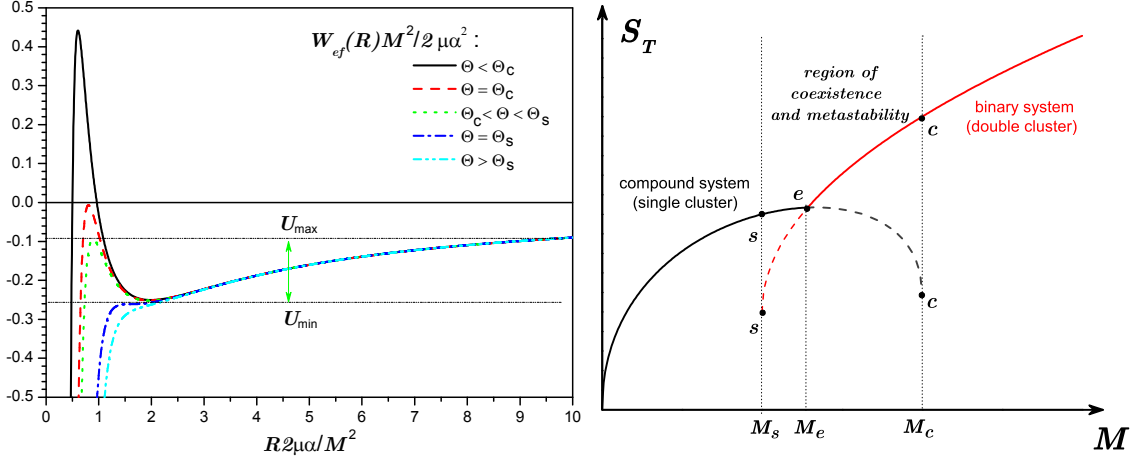 W_ef(R)M²/2μα² :
Θ < Θ_C
Θ = Θ_C
Θ_C < Θ < Θ_S
Θ = Θ_S
Θ > Θ_S
0.5
0.4
0.3
0.2
0.1
0.0
-0.1
-0.2
-0.3
-0.4
-0.5
U_max
U_min
0 1 2 3 4 5 6 7 8 9 10
R2μα/M²
S_T
region of
coexistence
and metastability
binary system
(double cluster)
compound system
(single cluster)
c
e
s
s
c
M_s M_e M_c
M